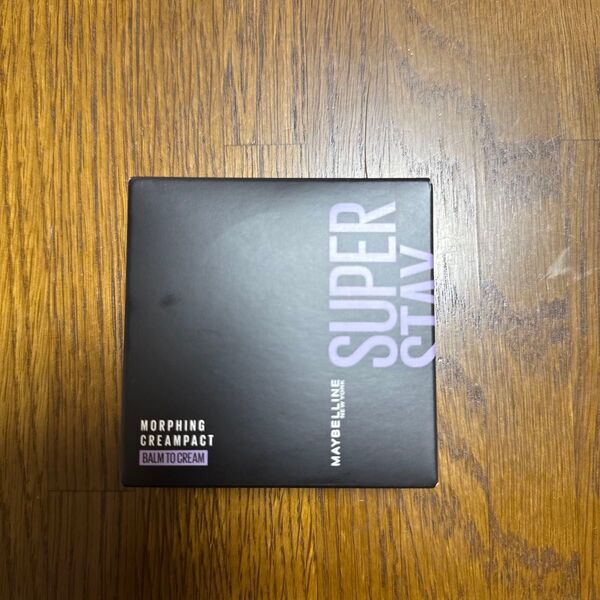 SUPER
STAY
MAYBELLINE
NEW YORK
MORPHING
CREAMPACT
BALM TO CREAM